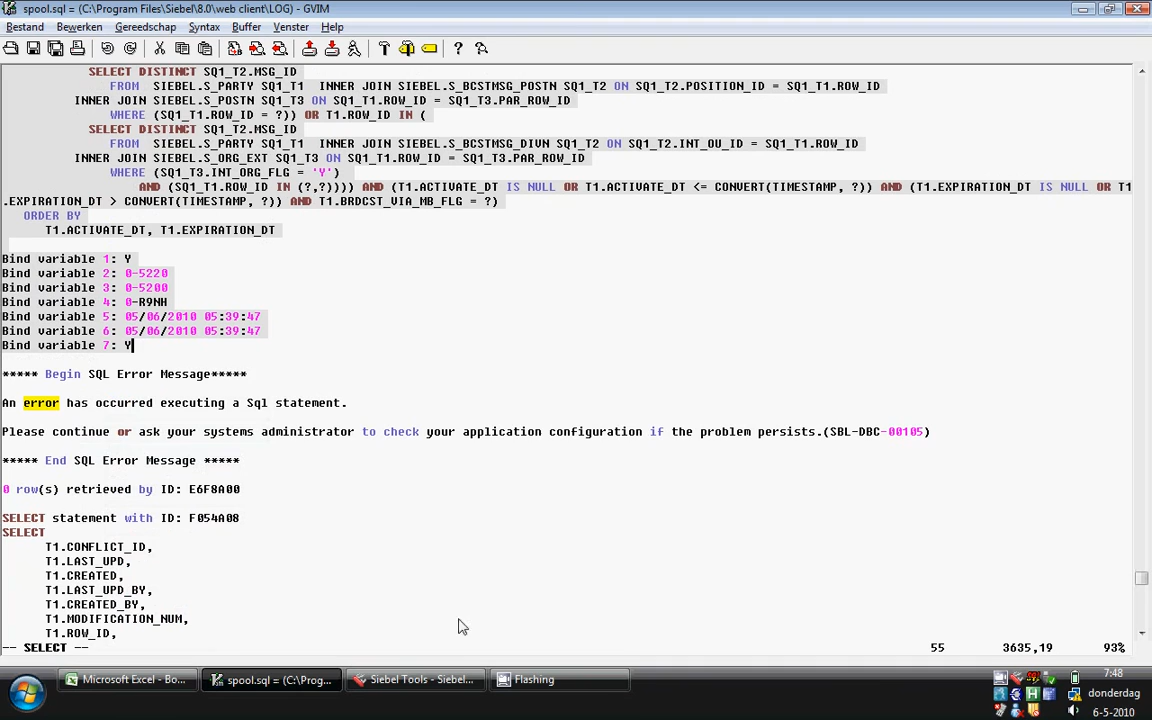 spool.sql = (C:\Program Files\Siebel\8.0\web client\LOG) - GVIM
Bestand Bewerken Gereedschap Syntax Buffer Venster Help
SELECT DISTINCT SQ1_T2.MSG_ID
FROM SIEBEL.S_PARTY SQ1_T1 INNER JOIN SIEBEL.S_BCSTMSG_POSTN SQ1_T2 ON SQ1_T2.POSITION_ID = SQ1_T1.ROW_ID
INNER JOIN SIEBEL.S_POSTN SQ1_T3 ON SQ1_T1.ROW_ID = SQ1_T3.PAR_ROW_ID
WHERE (SQ1_T1.ROW_ID = ?)) OR T1.ROW_ID IN (
SELECT DISTINCT SQ1_T2.MSG_ID
FROM SIEBEL.S_PARTY SQ1_T1 INNER JOIN SIEBEL.S_BCSTMSG_DIVN SQ1_T2 ON SQ1_T2.INT_OU_ID = SQ1_T1.ROW_ID
INNER JOIN SIEBEL.S_ORG_EXT SQ1_T3 ON SQ1_T1.ROW_ID = SQ1_T3.PAR_ROW_ID
WHERE (SQ1_T3.INT_ORG_FLG = 'Y')
AND (SQ1_T1.ROW_ID IN (?,?)))) AND (T1.ACTIVATE_DT IS NULL OR T1.ACTIVATE_DT <= CONVERT(TIMESTAMP, ?)) AND (T1.EXPIRATION_DT IS NULL OR T1
.EXPIRATION_DT > CONVERT(TIMESTAMP, ?)) AND T1.BRDCST_VIA_MB_FLG = ?)
ORDER BY
T1.ACTIVATE_DT, T1.EXPIRATION_DT
Bind variable 1: Y
Bind variable 2: 0-5220
Bind variable 3: 0-5200
Bind variable 4: 0-R9NH
Bind variable 5: 05/06/2010 05:39:47
Bind variable 6: 05/06/2010 05:39:47
Bind variable 7: Y
***** Begin SQL Error Message*****
An error has occurred executing a Sql statement.
Please continue or ask your systems administrator to check your application configuration if the problem persists.(SBL-DBC-00105)
***** End SQL Error Message *****
0 row(s) retrieved by ID: E6F8A00
SELECT statement with ID: F054A08
SELECT
T1.CONFLICT_ID,
T1.LAST_UPD,
T1.CREATED,
T1.LAST_UPD_BY,
T1.CREATED_BY,
T1.MODIFICATION_NUM,
T1.ROW_ID,
-- SELECT -- 55 3635,19 93%
Microsoft Excel - Bo... spool.sql = (C:\Prog... Siebel Tools - Siebel... Flashing
7:48
donderdag
6-5-2010